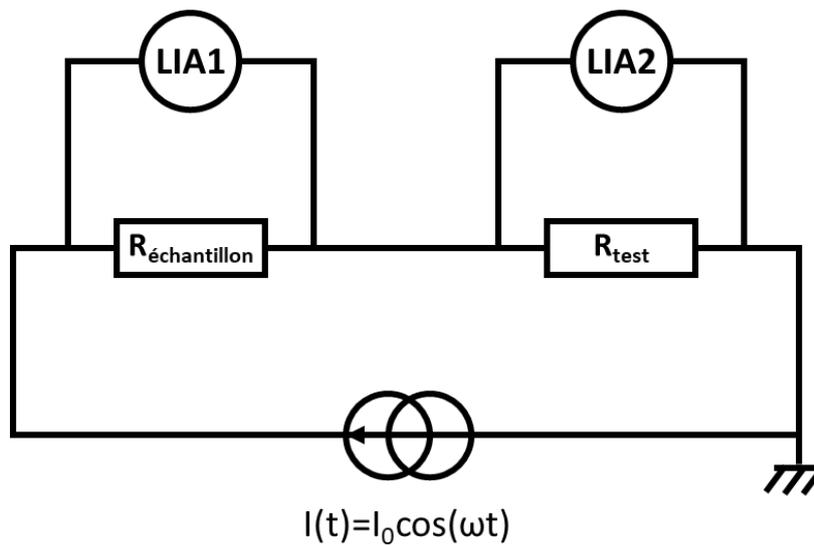 LIA1
LIA2
Réchantillon
Rtest
I(t)=I₀cos(ωt)